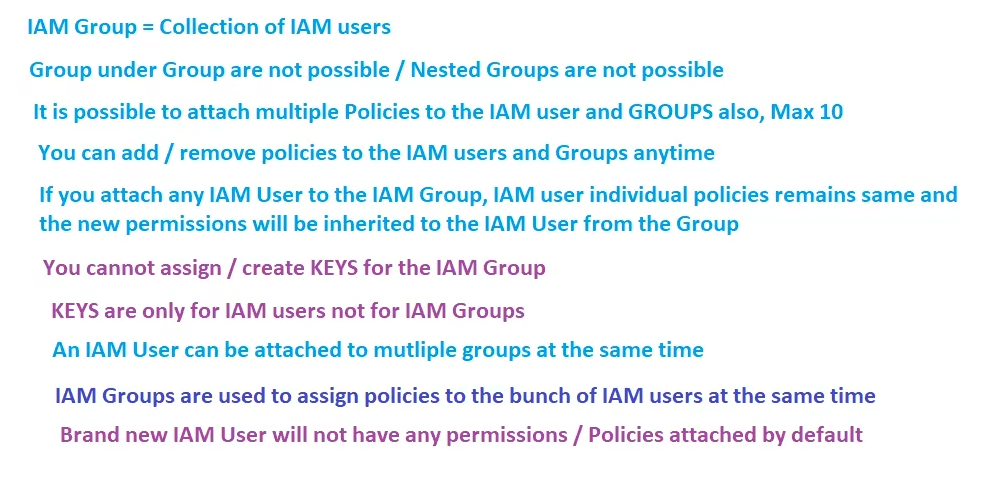 IAM Group = Collection of IAM users
Group under Group are not possible / Nested Groups are not possible
It is possible to attach multiple Policies to the IAM user and GROUPS also, Max 10
You can add / remove policies to the IAM users and Groups anytime
If you attach any IAM User to the IAM Group, IAM user individual policies remains same and
the new permissions will be inherited to the IAM User from the Group
You cannot assign / create KEYS for the IAM Group
KEYS are only for IAM users not for IAM Groups
An IAM User can be attached to mutliple groups at the same time
IAM Groups are used to assign policies to the bunch of IAM users at the same time
Brand new IAM User will not have any permissions / Policies attached by default